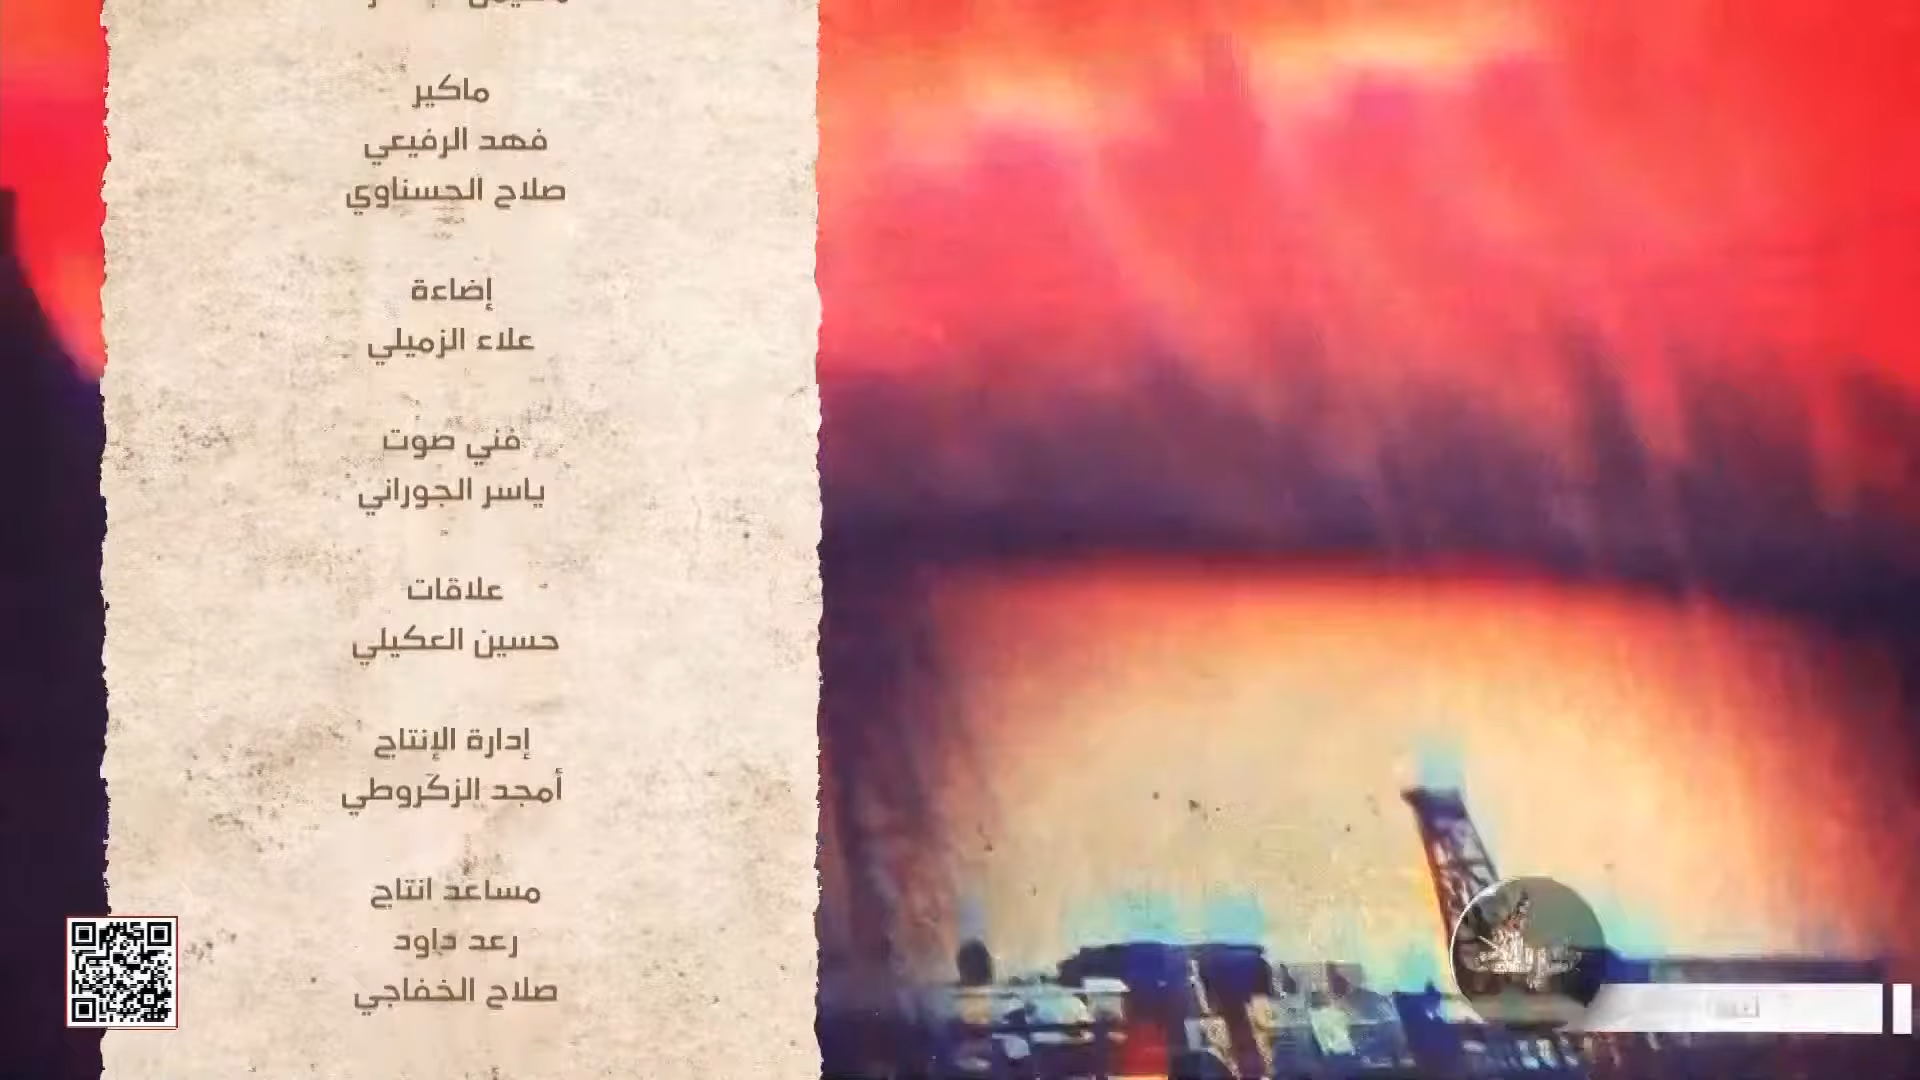 ماكير
فهد الرفيعي
صلاح الحسناوي
إضاءة
علاء الزميلي
فني صوت
ياسر الجوراني
علاقات
حسين العكيلي
إدارة الإنتاج
أمجد الزكروطي
مساعد انتاج
رعد داود
صلاح الخفاجي